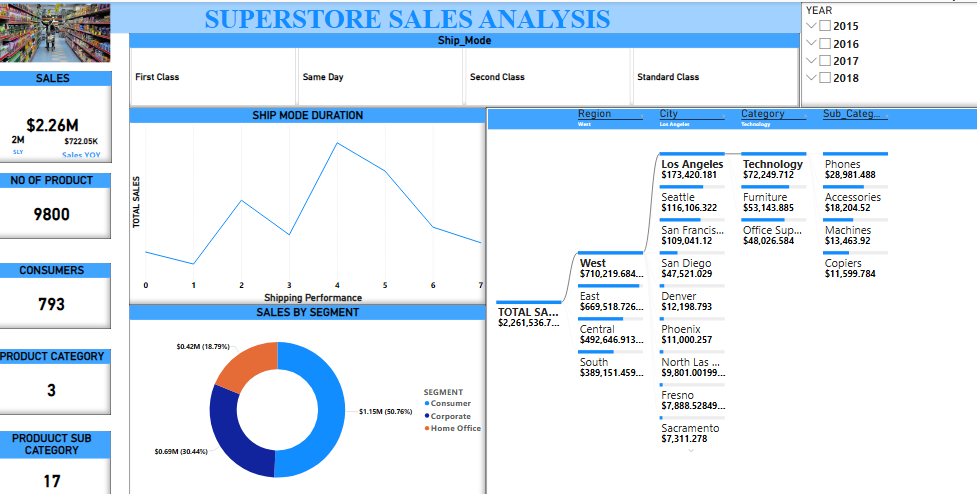 SUPERSTORE SALES ANALYSIS
YEAR
2015
2016
2017
2018
Ship_Mode
First Class
Same Day
Second Class
Standard Class
SALES
$2.26M
2M
$722.05K
SLY
Sales YOY
NO OF PRODUCT
9800
CONSUMERS
793
PRODUCT CATEGORY
3
PRODUUCT SUB
CATEGORY
17
SHIP MODE DURATION
TOTAL SALES
0 1 2 3 4 5 6 7
Shipping Performance
SALES BY SEGMENT
$0.42M (18.79%)
$1.15M (50.76%)
$0.69M (30.44%)
SEGMENT
Consumer
Corporate
Home Office
Region
West
City
Los Angeles
Category
Technology
Sub_Categ...
TOTAL SA...
$2,261,536.7...
West
$710,219.684...
East
$669,518.726...
Central
$492,646.913...
South
$389,151.459...
Los Angeles
$173,420.181
Seattle
$116,106.322
San Francis...
$109,041.12
San Diego
$47,521.029
Denver
$12,198.793
Phoenix
$11,000.257
North Las ...
$9,801.00199...
Fresno
$7,888.52849...
Sacramento
$7,311.278
Technology
$72,249.712
Furniture
$53,143.885
Office Sup...
$48,026.584
Phones
$28,981.488
Accessories
$18,204.52
Machines
$13,463.92
Copiers
$11,599.784